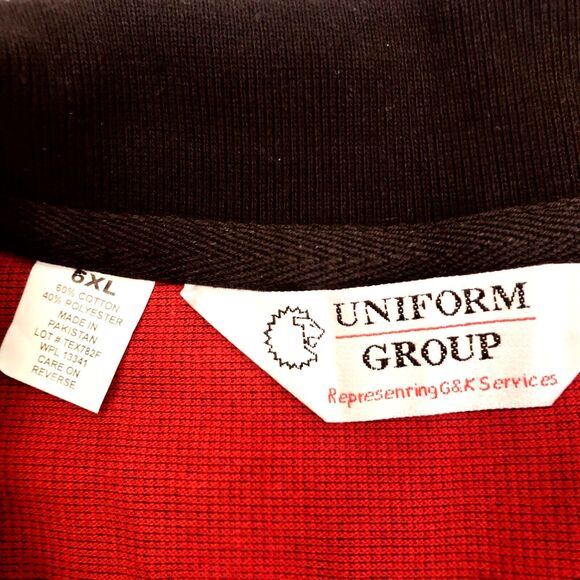 6XL
60% COTTON
40% POLYESTER
MADE IN
PAKISTAN
LOT # TEX782F
WPL 13341
CARE ON
REVERSE
UNIFORM
GROUP
Represenring G&K Services